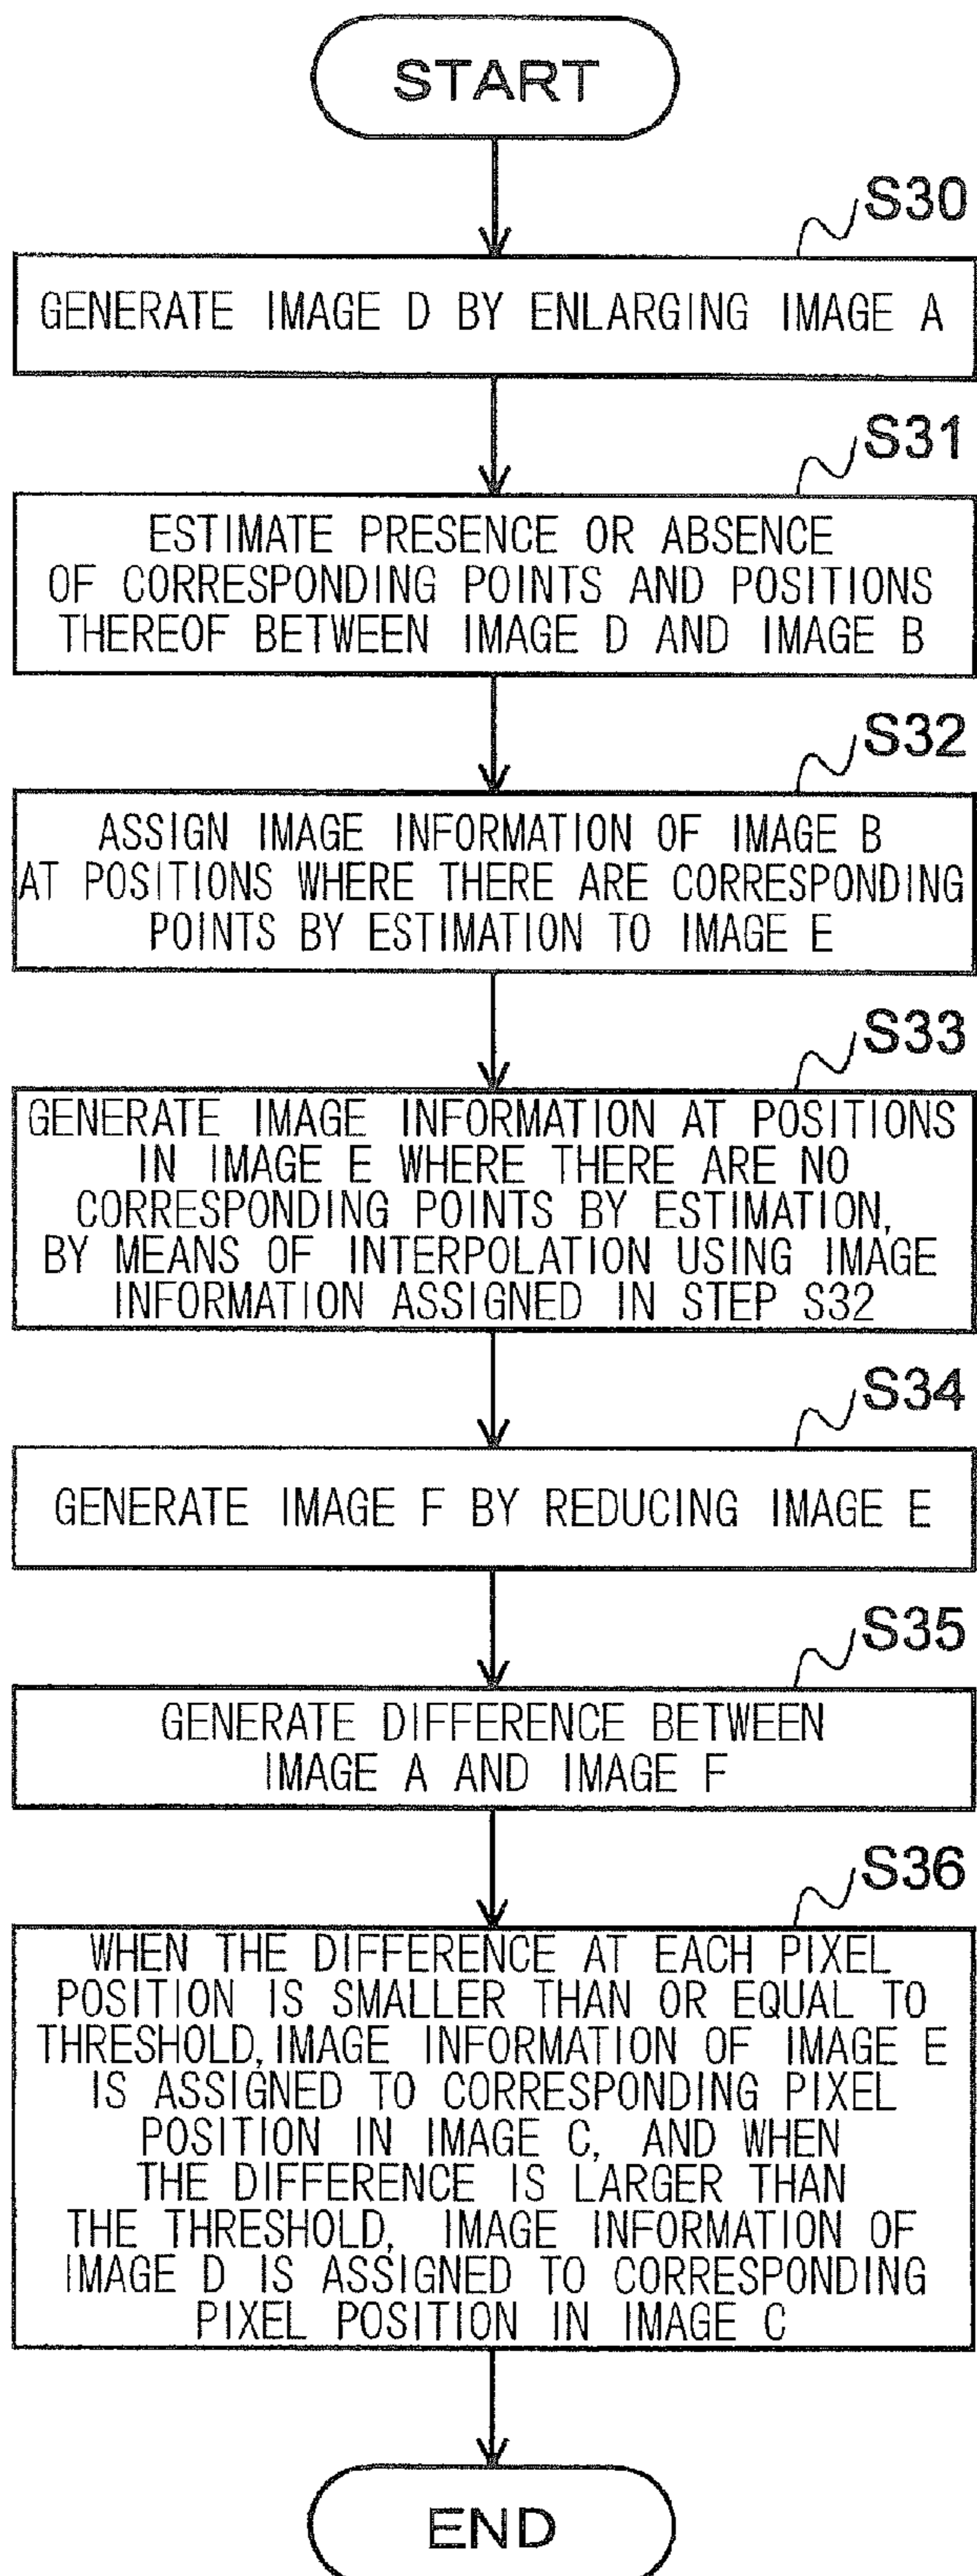 START
S30
GENERATE IMAGE D BY ENLARGING IMAGE A
S31
ESTIMATE PRESENCE OR ABSENCE
OF CORRESPONDING POINTS AND POSITIONS
THEREOF BETWEEN IMAGE D AND IMAGE B
S32
ASSIGN IMAGE INFORMATION OF IMAGE B
AT POSITIONS WHERE THERE ARE CORRESPONDING
POINTS BY ESTIMATION TO IMAGE E
S33
GENERATE IMAGE INFORMATION AT POSITIONS
IN IMAGE E WHERE THERE ARE NO
CORRESPONDING POINTS BY ESTIMATION,
BY MEANS OF INTERPOLATION USING IMAGE
INFORMATION ASSIGNED IN STEP S32
S34
GENERATE IMAGE F BY REDUCING IMAGE E
S35
GENERATE DIFFERENCE BETWEEN
IMAGE A AND IMAGE F
S36
WHEN THE DIFFERENCE AT EACH PIXEL
POSITION IS SMALLER THAN OR EQUAL TO
THRESHOLD, IMAGE INFORMATION OF IMAGE E
IS ASSIGNED TO CORRESPONDING PIXEL
POSITION IN IMAGE C, AND WHEN
THE DIFFERENCE IS LARGER THAN
THE THRESHOLD, IMAGE INFORMATION OF
IMAGE D IS ASSIGNED TO CORRESPONDING
PIXEL POSITION IN IMAGE C
END